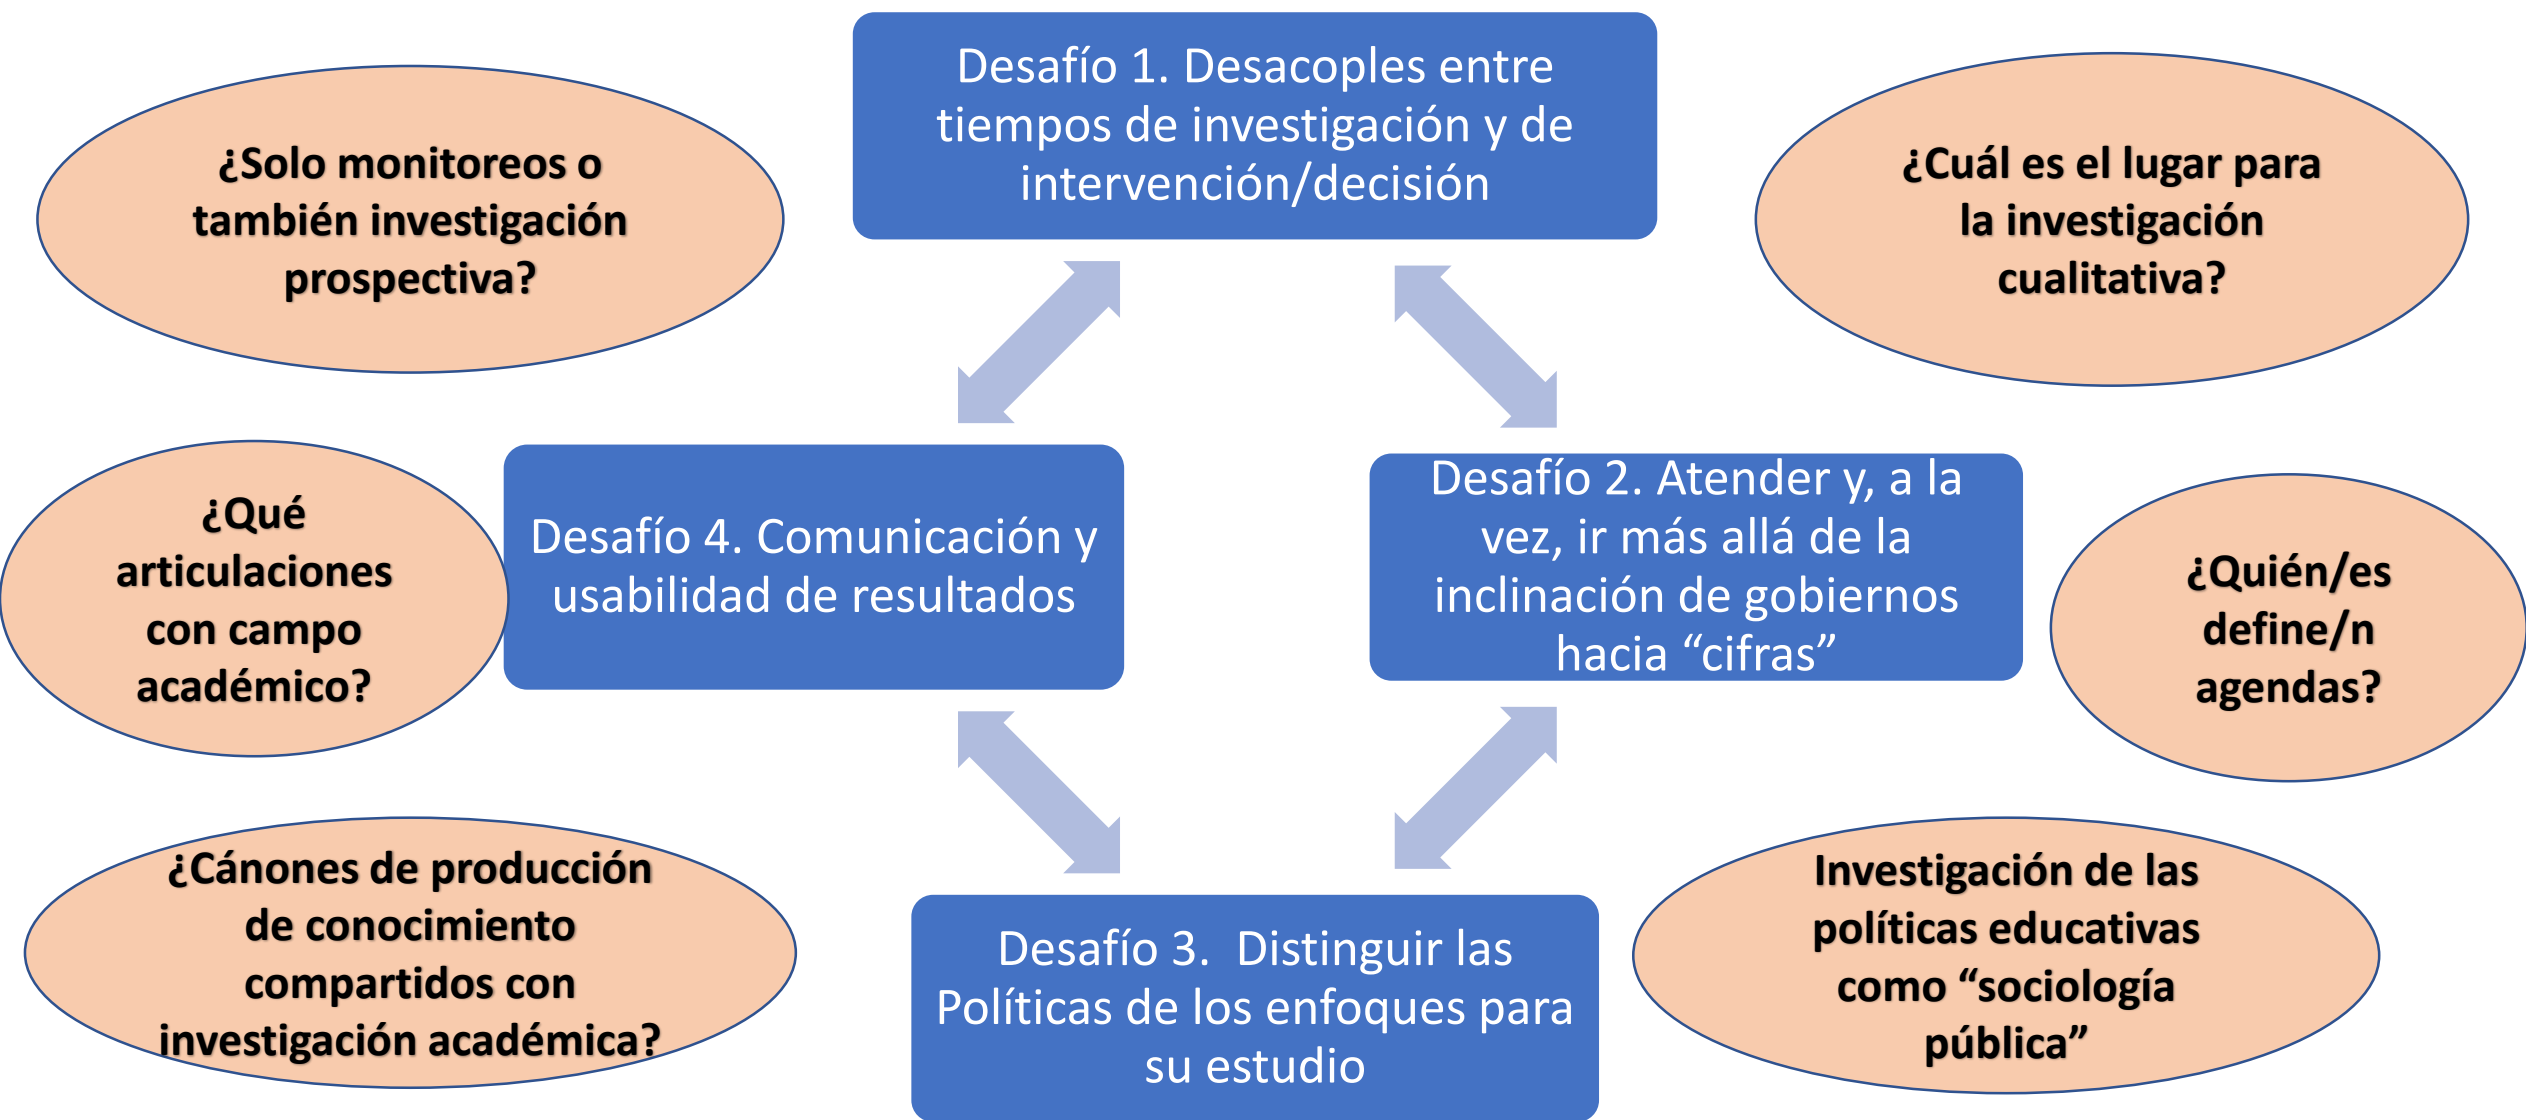 Desafío 1. Desacoples entre
tiempos de investigación y de
intervención/decisión
¿Solo monitoreos o
también investigación
prospectiva?
¿Cuál es el lugar para
la investigación
cualitativa?
¿Qué
articulaciones
con campo
académico?
Desafío 4. Comunicación y
usabilidad de resultados
Desafío 2. Atender y, a la
vez, ir más allá de la
inclinación de gobiernos
hacia “cifras”
¿Quién/es
define/n
agendas?
¿Cánones de producción
de conocimiento
compartidos con
investigación académica?
Desafío 3.  Distinguir las
Políticas de los enfoques para
su estudio
Investigación de las
políticas educativas
como “sociología
pública”